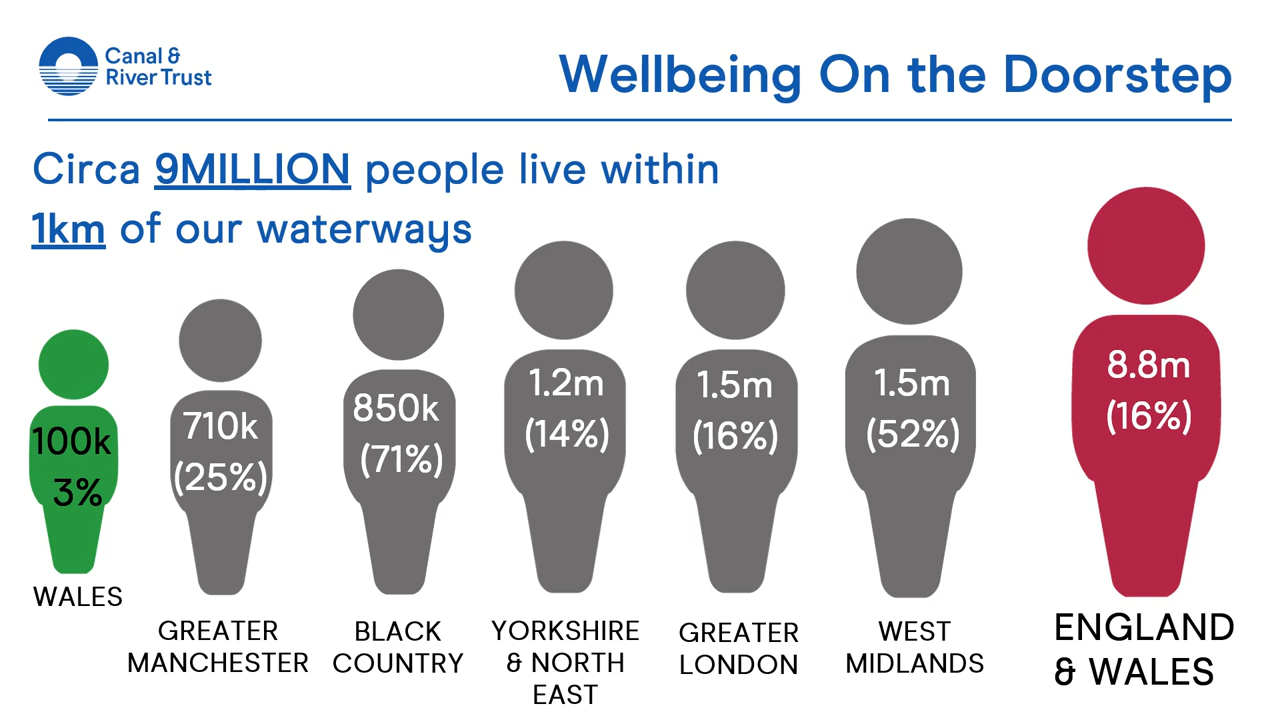 Canal &
River Trust
Wellbeing On the Doorstep
Circa 9MILLION people live within
1km of our waterways
100k
3%
WALES
710k
(25%)
GREATER
MANCHESTER
850k
(71%)
BLACK
COUNTRY
1.2m
(14%)
YORKSHIRE
& NORTH
EAST
1.5m
(16%)
GREATER
LONDON
1.5m
(52%)
WEST
MIDLANDS
8.8m
(16%)
ENGLAND
& WALES